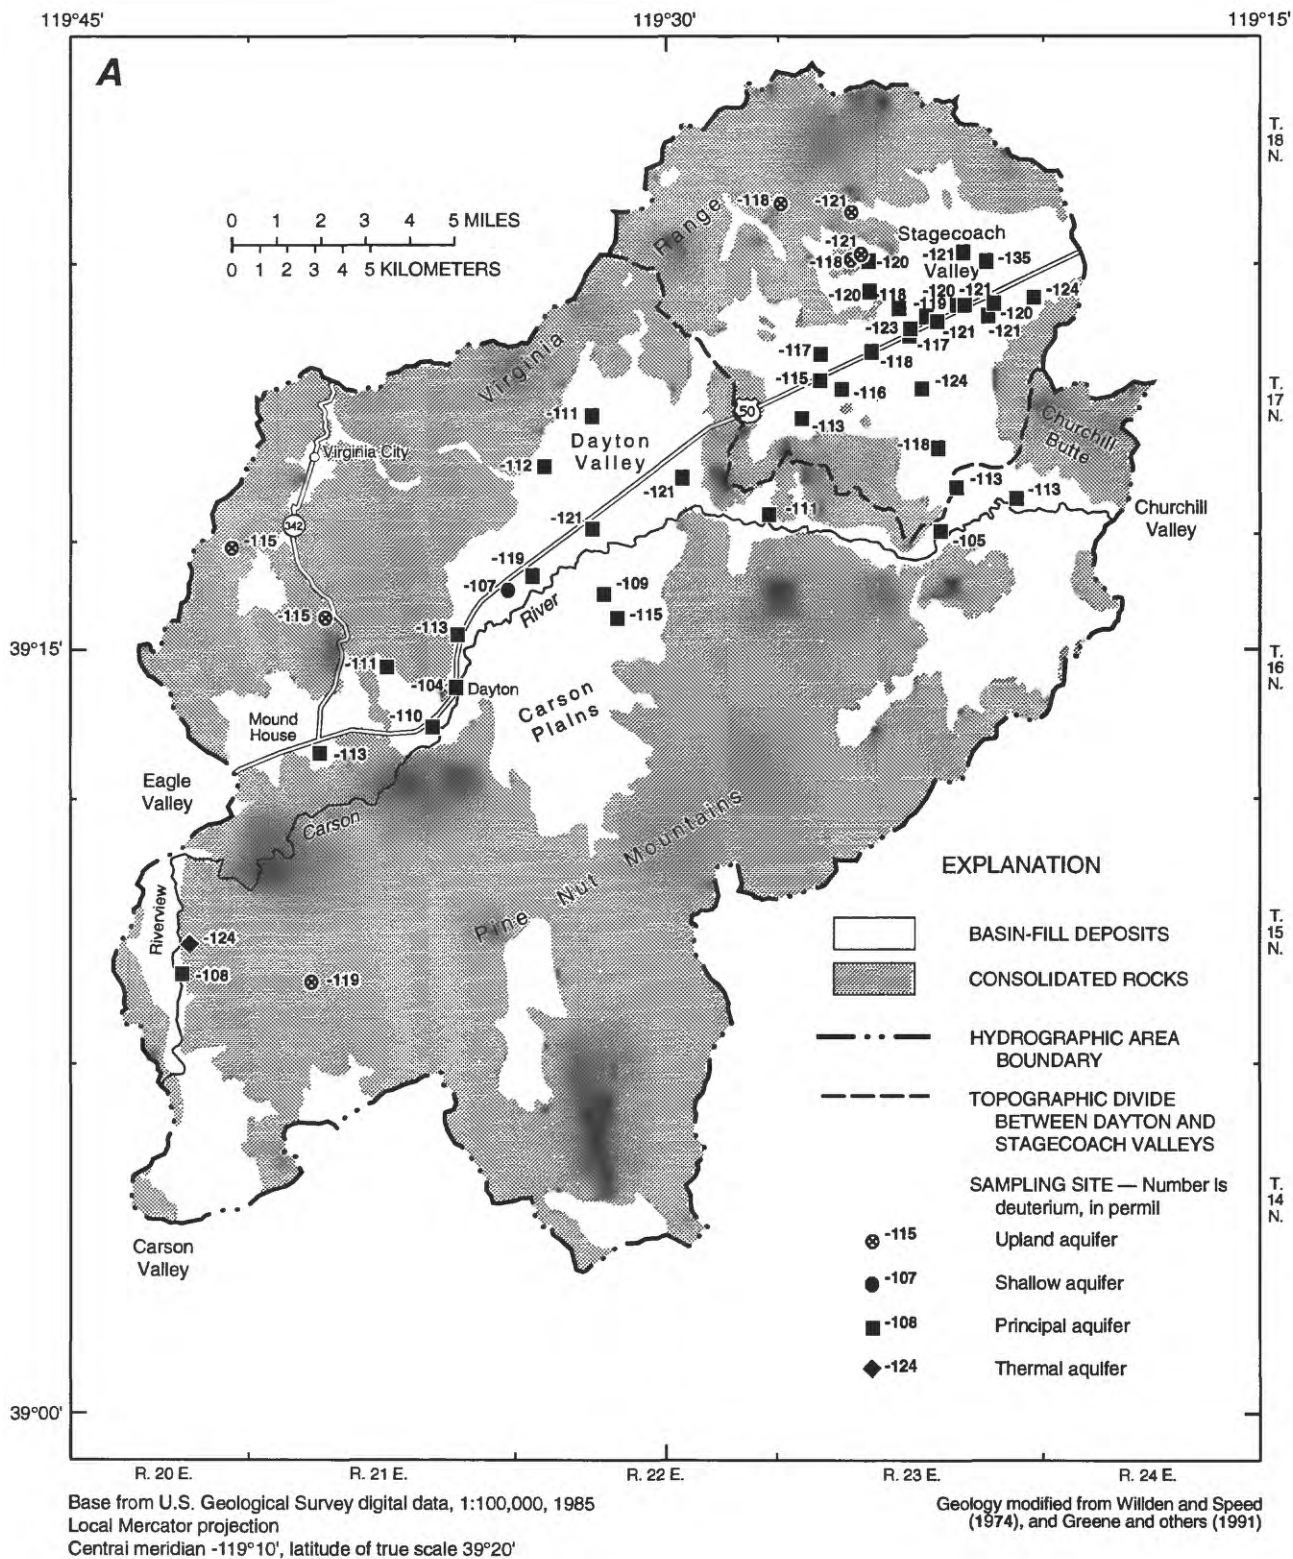 119°45' 119°30' 119°15'
A
T. 18 N.
0 1 2 3 4 5 MILES
0 1 2 3 4 5 KILOMETERS
-118
-121
Range
-121
Stagecoach
-118 -120 -121 -135
Valley
-120 -118 -120 -121 -124
-119 -120
-123 -121 -121
-117 -117
-118
Virginia
-115 -116 -124
T. 17 N.
50
-111
-113
Churchill
Butte
Dayton
Valley
Virginia City
-118
-112
-121
-113 -113
342
-111
Churchill
Valley
-121
-105
-115
-119
-107
-109
River
-115
-115
-113
39°15'
-111
T. 16 N.
-104 Dayton
Carson
Plains
-110
Mound
House
-113
Eagle
Valley
Carson
Pine Nut Mountains
EXPLANATION
Riverview
BASIN-FILL DEPOSITS
T. 15 N.
-124
-108
-119
CONSOLIDATED ROCKS
HYDROGRAPHIC AREA
BOUNDARY
TOPOGRAPHIC DIVIDE
BETWEEN DAYTON AND
STAGECOACH VALLEYS
SAMPLING SITE — Number is
deuterium, in permil
T. 14 N.
-115 Upland aquifer
Carson
Valley
-107 Shallow aquifer
-108 Principal aquifer
-124 Thermal aquifer
39°00'
R. 20 E. R. 21 E. R. 22 E. R. 23 E. R. 24 E.
Base from U.S. Geological Survey digital data, 1:100,000, 1985
Local Mercator projection
Central meridian -119°10', latitude of true scale 39°20'
Geology modified from Willden and Speed
(1974), and Greene and others (1991)